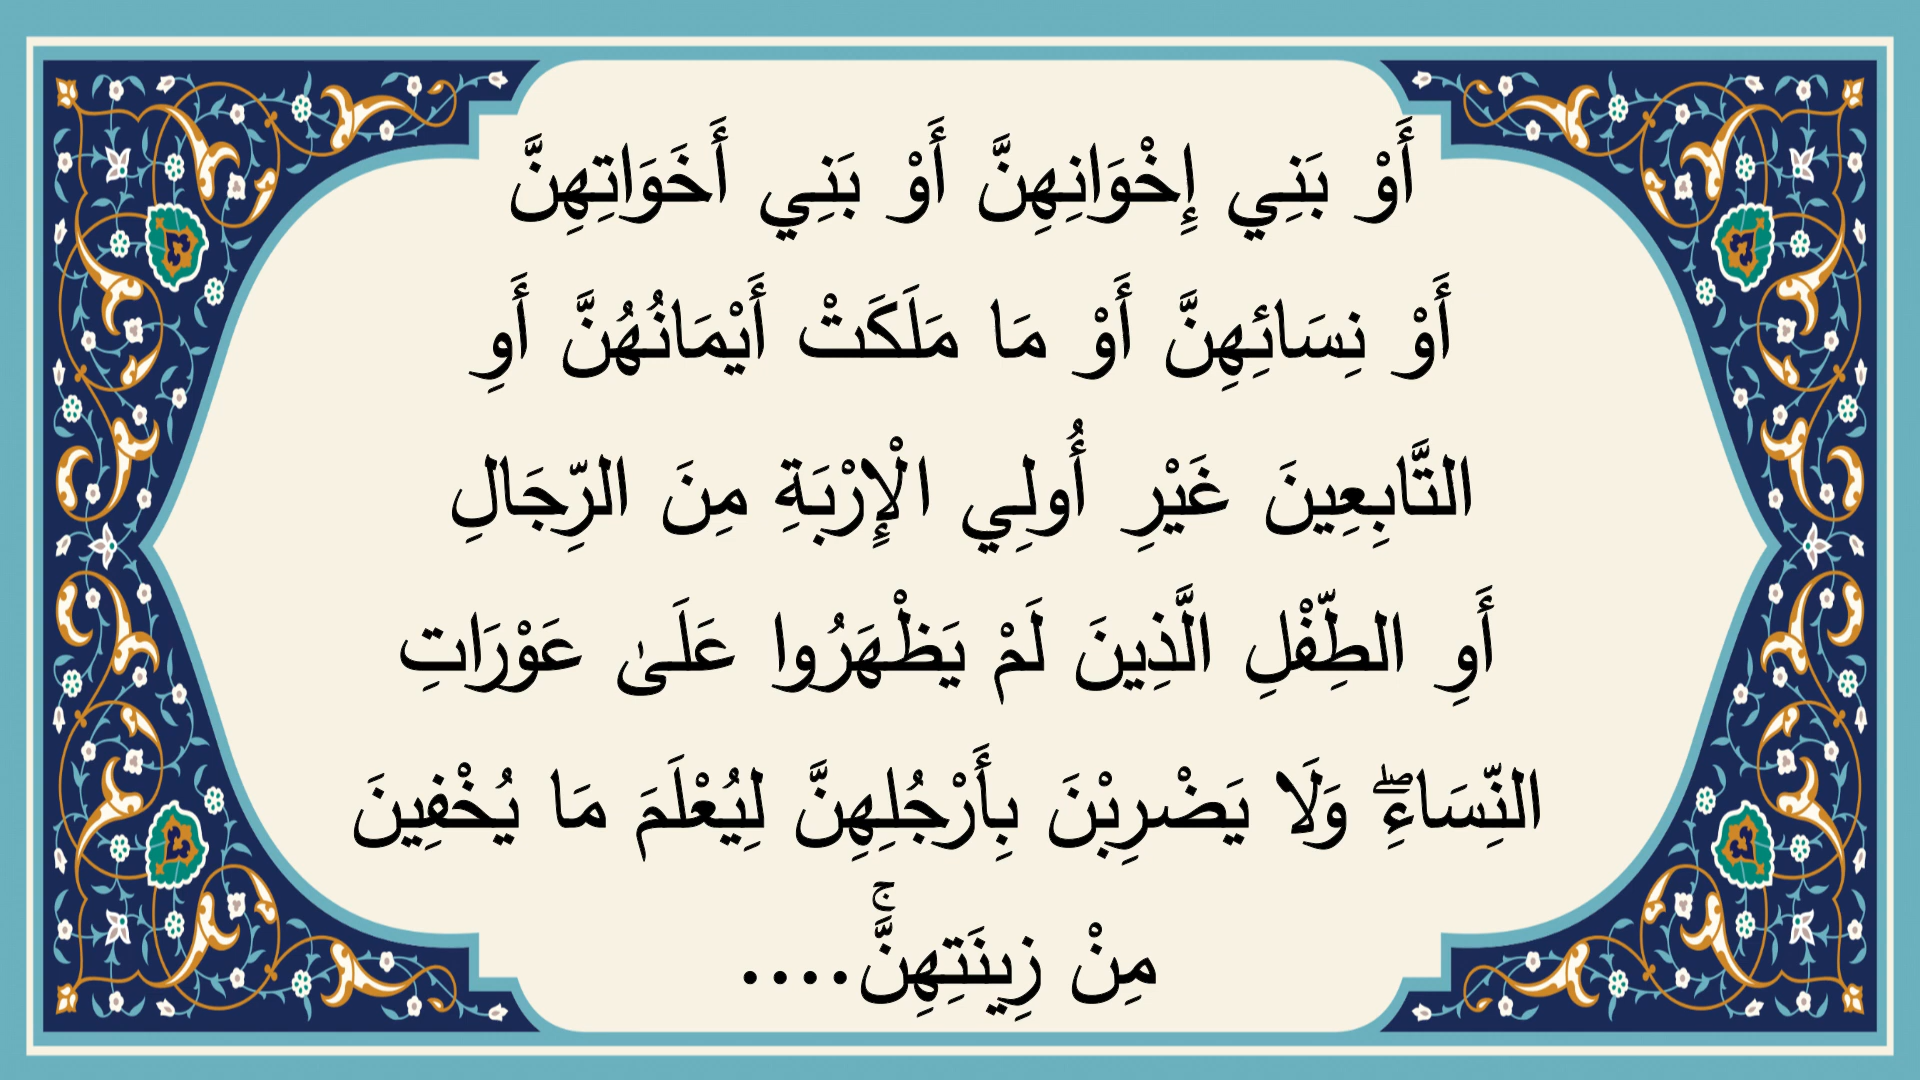 أَوْ بَنِي إِخْوَانِهِنَّ أَوْ بَنِي أَخَوَاتِهِنَّ
أَوْ نِسَائِهِنَّ أَوْ مَا مَلَكَتْ أَيْمَانُهُنَّ أَوِ
التَّابِعِينَ غَيْرِ أُولِي الْإِرْبَةِ مِنَ الرِّجَالِ
أَوِ الطِّفْلِ الَّذِينَ لَمْ يَظْهَرُوا عَلَىٰ عَوْرَاتِ
النِّسَاءِۖ وَلَا يَضْرِبْنَ بِأَرْجُلِهِنَّ لِيُعْلَمَ مَا يُخْفِينَ
مِنْ زِينَتِهِنَّۚ....